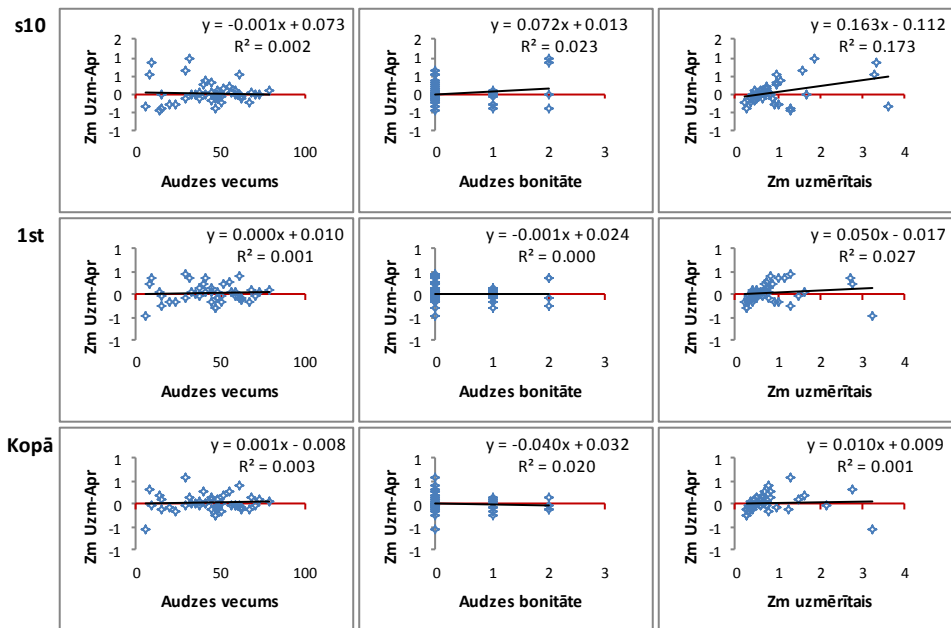 s10
y = -0.001x + 0.073
R² = 0.002
Zm Uzm-Apr
2
2
1
1
0
-1
-1
0
50
100
Audzes vecums
y = 0.072x + 0.013
R² = 0.023
Zm Uzm-Apr
2
2
1
1
0
-1
-1
0
1
2
3
Audzes bonitāte
y = 0.163x - 0.112
R² = 0.173
Zm Uzm-Apr
2
2
1
1
0
-1
-1
0
1
2
3
4
Zm uzmērītais
1st
y = 0.000x + 0.010
R² = 0.001
Zm Uzm-Apr
1
1
0
-1
-1
0
50
100
Audzes vecums
y = -0.001x + 0.024
R² = 0.000
Zm Uzm-Apr
1
1
0
-1
-1
0
1
2
3
Audzes bonitāte
y = 0.050x - 0.017
R² = 0.027
Zm Uzm-Apr
1
1
0
-1
-1
0
1
2
3
4
Zm uzmērītais
Kopā
y = 0.001x - 0.008
R² = 0.003
Zm Uzm-Apr
1
1
0
-1
-1
0
50
100
Audzes vecums
y = -0.040x + 0.032
R² = 0.020
Zm Uzm-Apr
1
1
0
-1
-1
0
1
2
3
Audzes bonitāte
y = 0.010x + 0.009
R² = 0.001
Zm Uzm-Apr
1
1
0
-1
-1
0
1
2
3
4
Zm uzmērītais